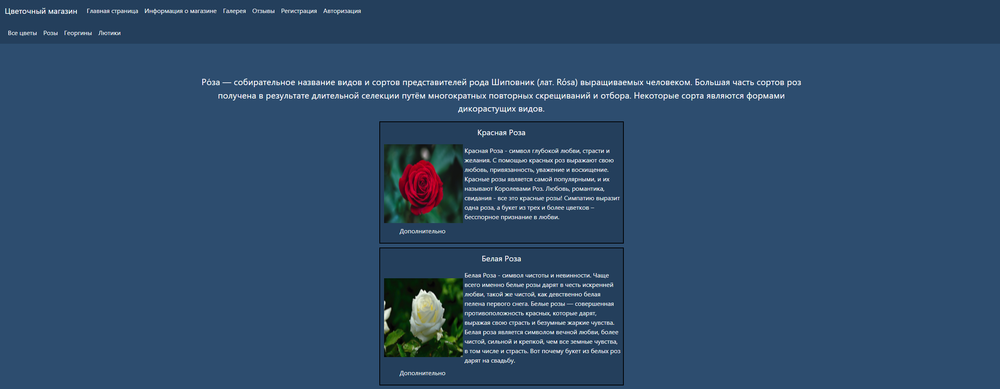 Цветочный магазин Главная страница Информация о магазине Галерея Отзывы Регистрация Авторизация
Все цветы Розы Георгины Лютики
Ро́за — собирательное название видов и сортов представителей рода Шиповник (лат. Rósa) выращиваемых человеком. Большая часть сортов роз
получена в результате длительной селекции путём многократных повторных скрещиваний и отбора. Некоторые сорта являются формами
дикорастущих видов.
Красная Роза
Красная Роза - символ глубокой любви, страсти и
желания. С помощью красных роз выражают свою
любовь, привязанность, уважение и восхищение.
Красные розы является самой популярными, и их
называют Королевами Роз. Любовь, романтика,
свидания - все это красные розы! Симпатию выразит
одна роза, а букет из трех и более цветков –
бесспорное признание в любви.
Дополнительно
Белая Роза
Белая Роза - символ чистоты и невинности. Чаще
всего именно белые розы дарят в честь искренней
любви, такой же чистой, как девственно белая
пелена первого снега. Белые розы — совершенная
противоположность красных, которые дарят,
выражая свою страсть и безумные жаркие чувства.
Белая роза является символом вечной любви, более
чистой, сильной и крепкой, чем все земные чувства,
в том числе и страсть. Вот почему букет из белых роз
дарят на свадьбу.
Дополнительно